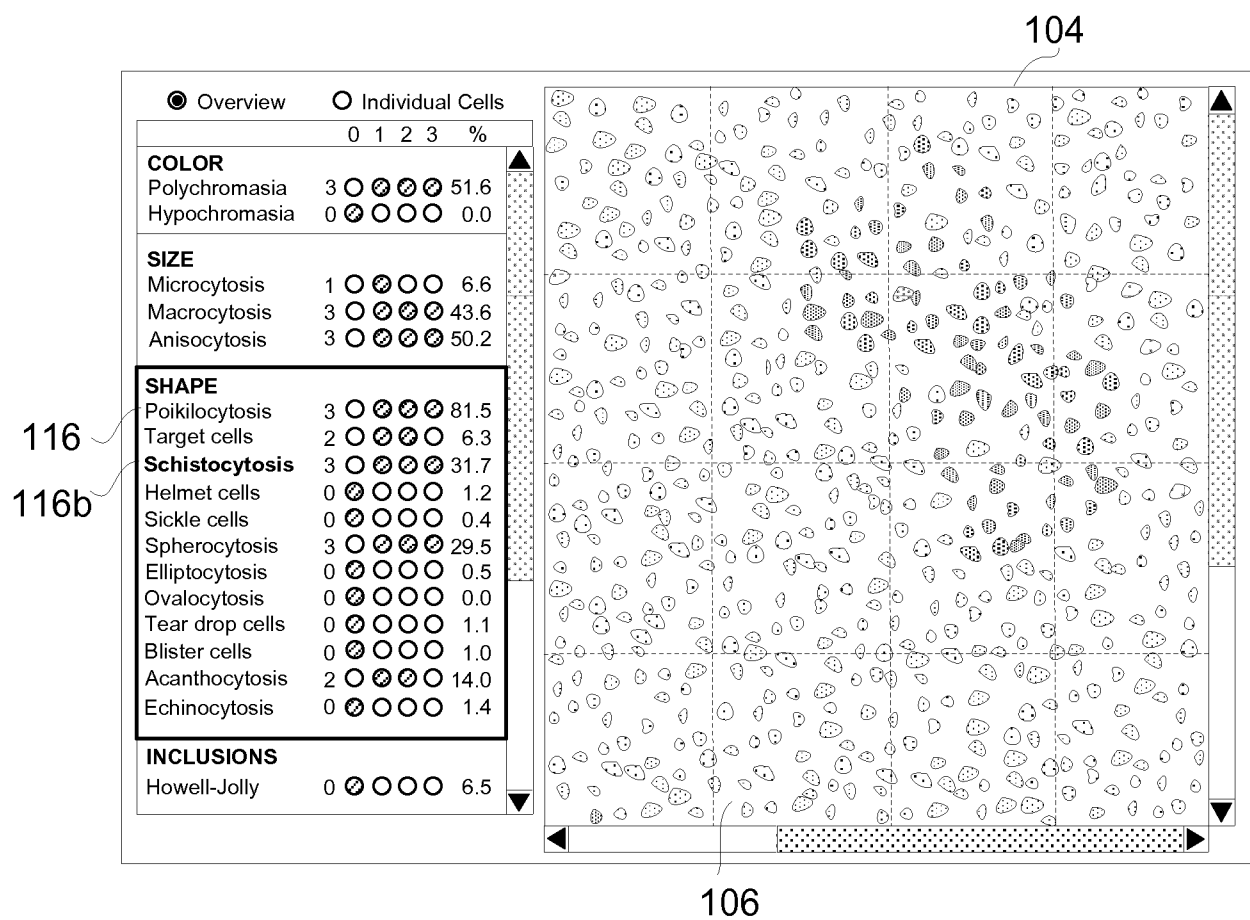 104
Overview Individual Cells
0 1 2 3 %
COLOR
Polychromasia 3 51.6
Hypochromasia 0 0.0
SIZE
Microcytosis 1 6.6
Macrocytosis 3 43.6
Anisocytosis 3 50.2
SHAPE
116 Poikilocytosis 3 81.5
Target cells 2 6.3
116b Schistocytosis 3 31.7
Helmet cells 0 1.2
Sickle cells 0 0.4
Spherocytosis 3 29.5
Elliptocytosis 0 0.5
Ovalocytosis 0 0.0
Tear drop cells 0 1.1
Blister cells 0 1.0
Acanthocytosis 2 14.0
Echinocytosis 0 1.4
INCLUSIONS
Howell-Jolly 0 6.5
106